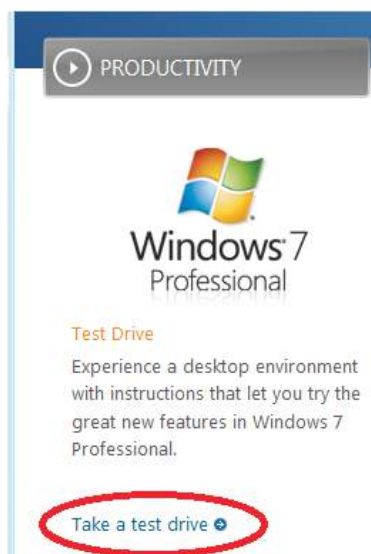 PRODUCTIVITY
Windows 7
Professional
Test Drive
Experience a desktop environment
with instructions that let you try the
great new features in Windows 7
Professional.
Take a test drive